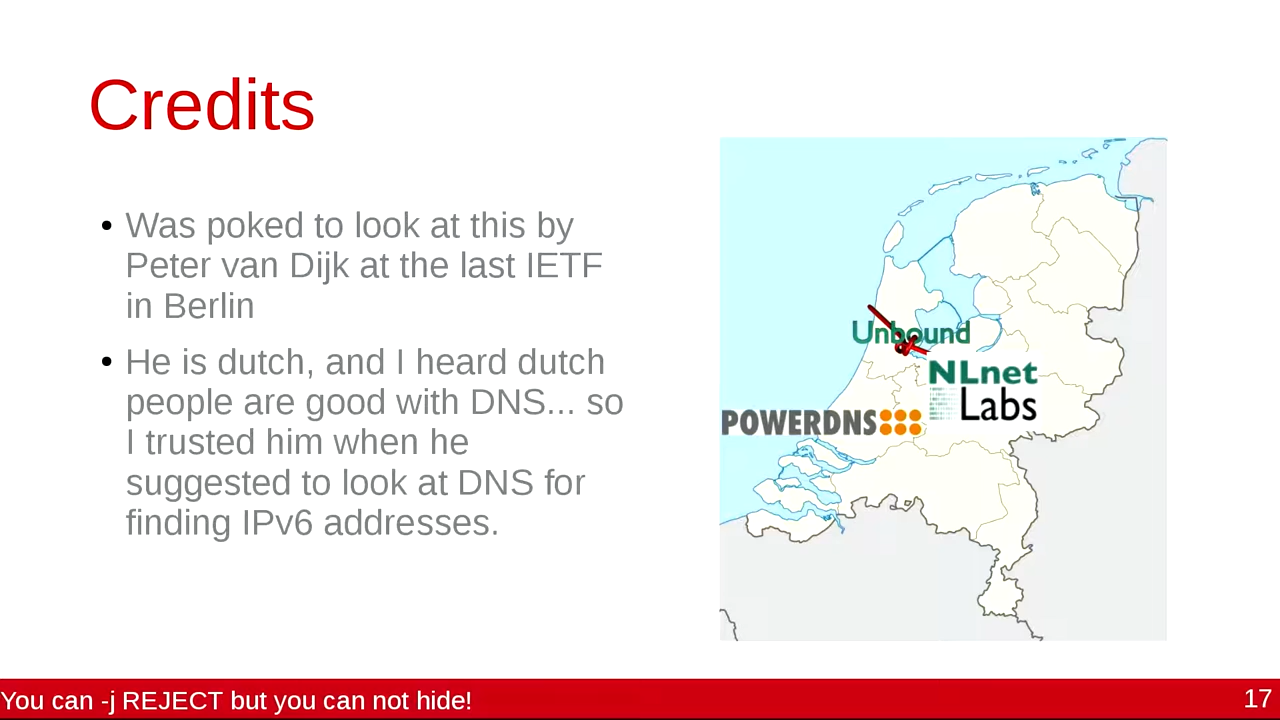 Credits
• Was poked to look at this by
Peter van Dijk at the last IETF
in Berlin
• He is dutch, and I heard dutch
people are good with DNS... so
I trusted him when he
suggested to look at DNS for
finding IPv6 addresses.
Unbound
NLnet
Labs
POWERDNS
You can -j REJECT but you can not hide!
17